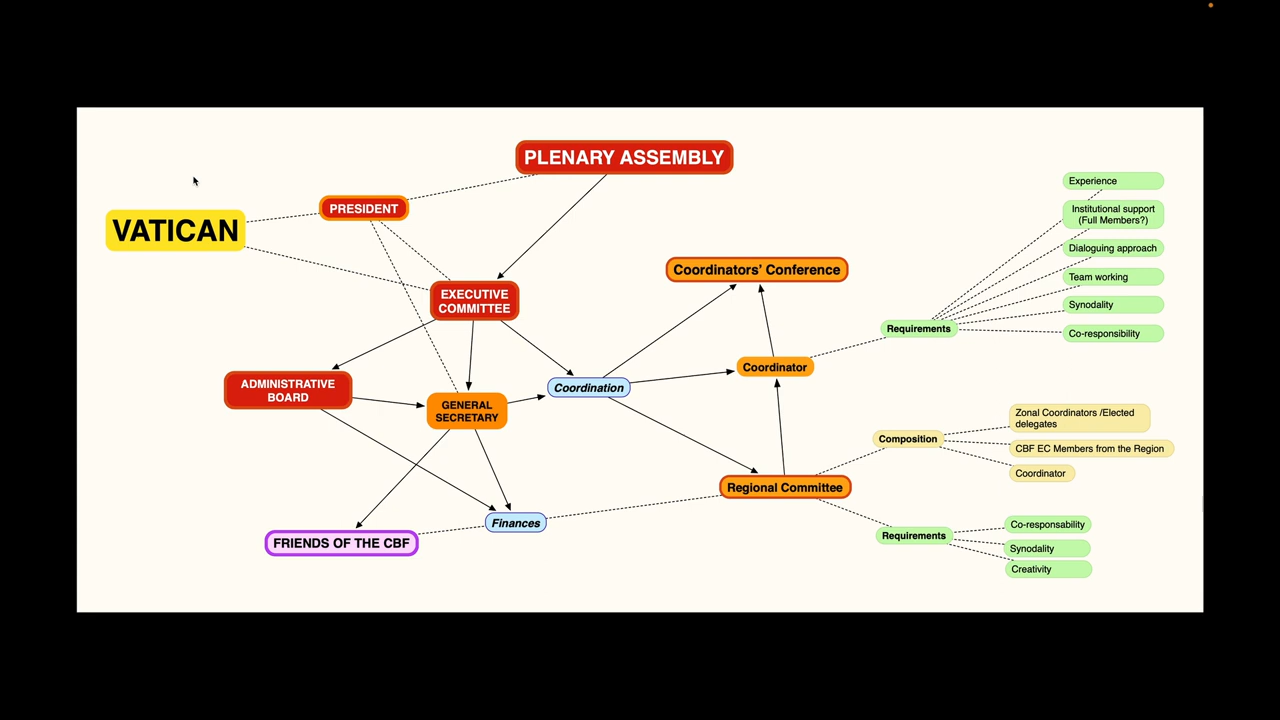 PLENARY ASSEMBLY
PRESIDENT
VATICAN
EXECUTIVE
COMMITTEE
Coordinators' Conference
ADMINISTRATIVE
BOARD
GENERAL
SECRETARY
Coordination
Coordinator
Regional Committee
Finances
FRIENDS OF THE CBF
Requirements
Experience
Institutional support
(Full Members?)
Dialoguing approach
Team working
Synodality
Co-responsibility
Composition
Zonal Coordinators /Elected
delegates
CBF EC Members from the Region
Coordinator
Requirements
Co-responsability
Synodality
Creativity